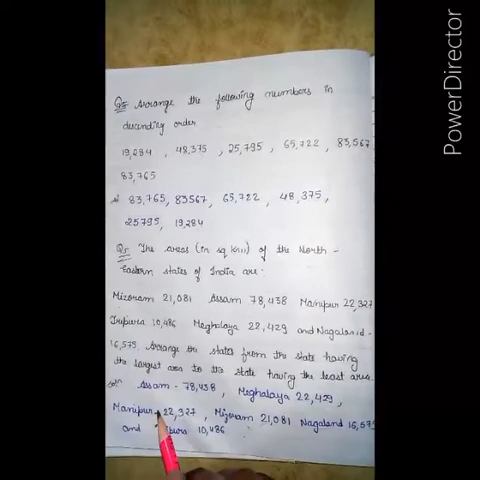 Q5: Arrange the following numbers in
decending order
19,284 , 48,375 , 25,795 , 65,722 , 83,567
83,765
83,765, 83567 , 65,722 , 48,375,
25795 , 19,284
Q5: The areas (in sq km) of the North -
Eastern states of India are:
Mizoram 21,081 Assam 78,438 Manipur 22,327
Tripura 10,486 Meghalaya 22,429 and Nagaland-
16,579 Arrange the states from the state having
the largest area to the state having the least area.
Soln Assam - 78,438 , Meghalaya 22,429,
Manipur 22,327 , Mizoram 21,081 Nagaland 16,579
and 10,486
PowerDirector